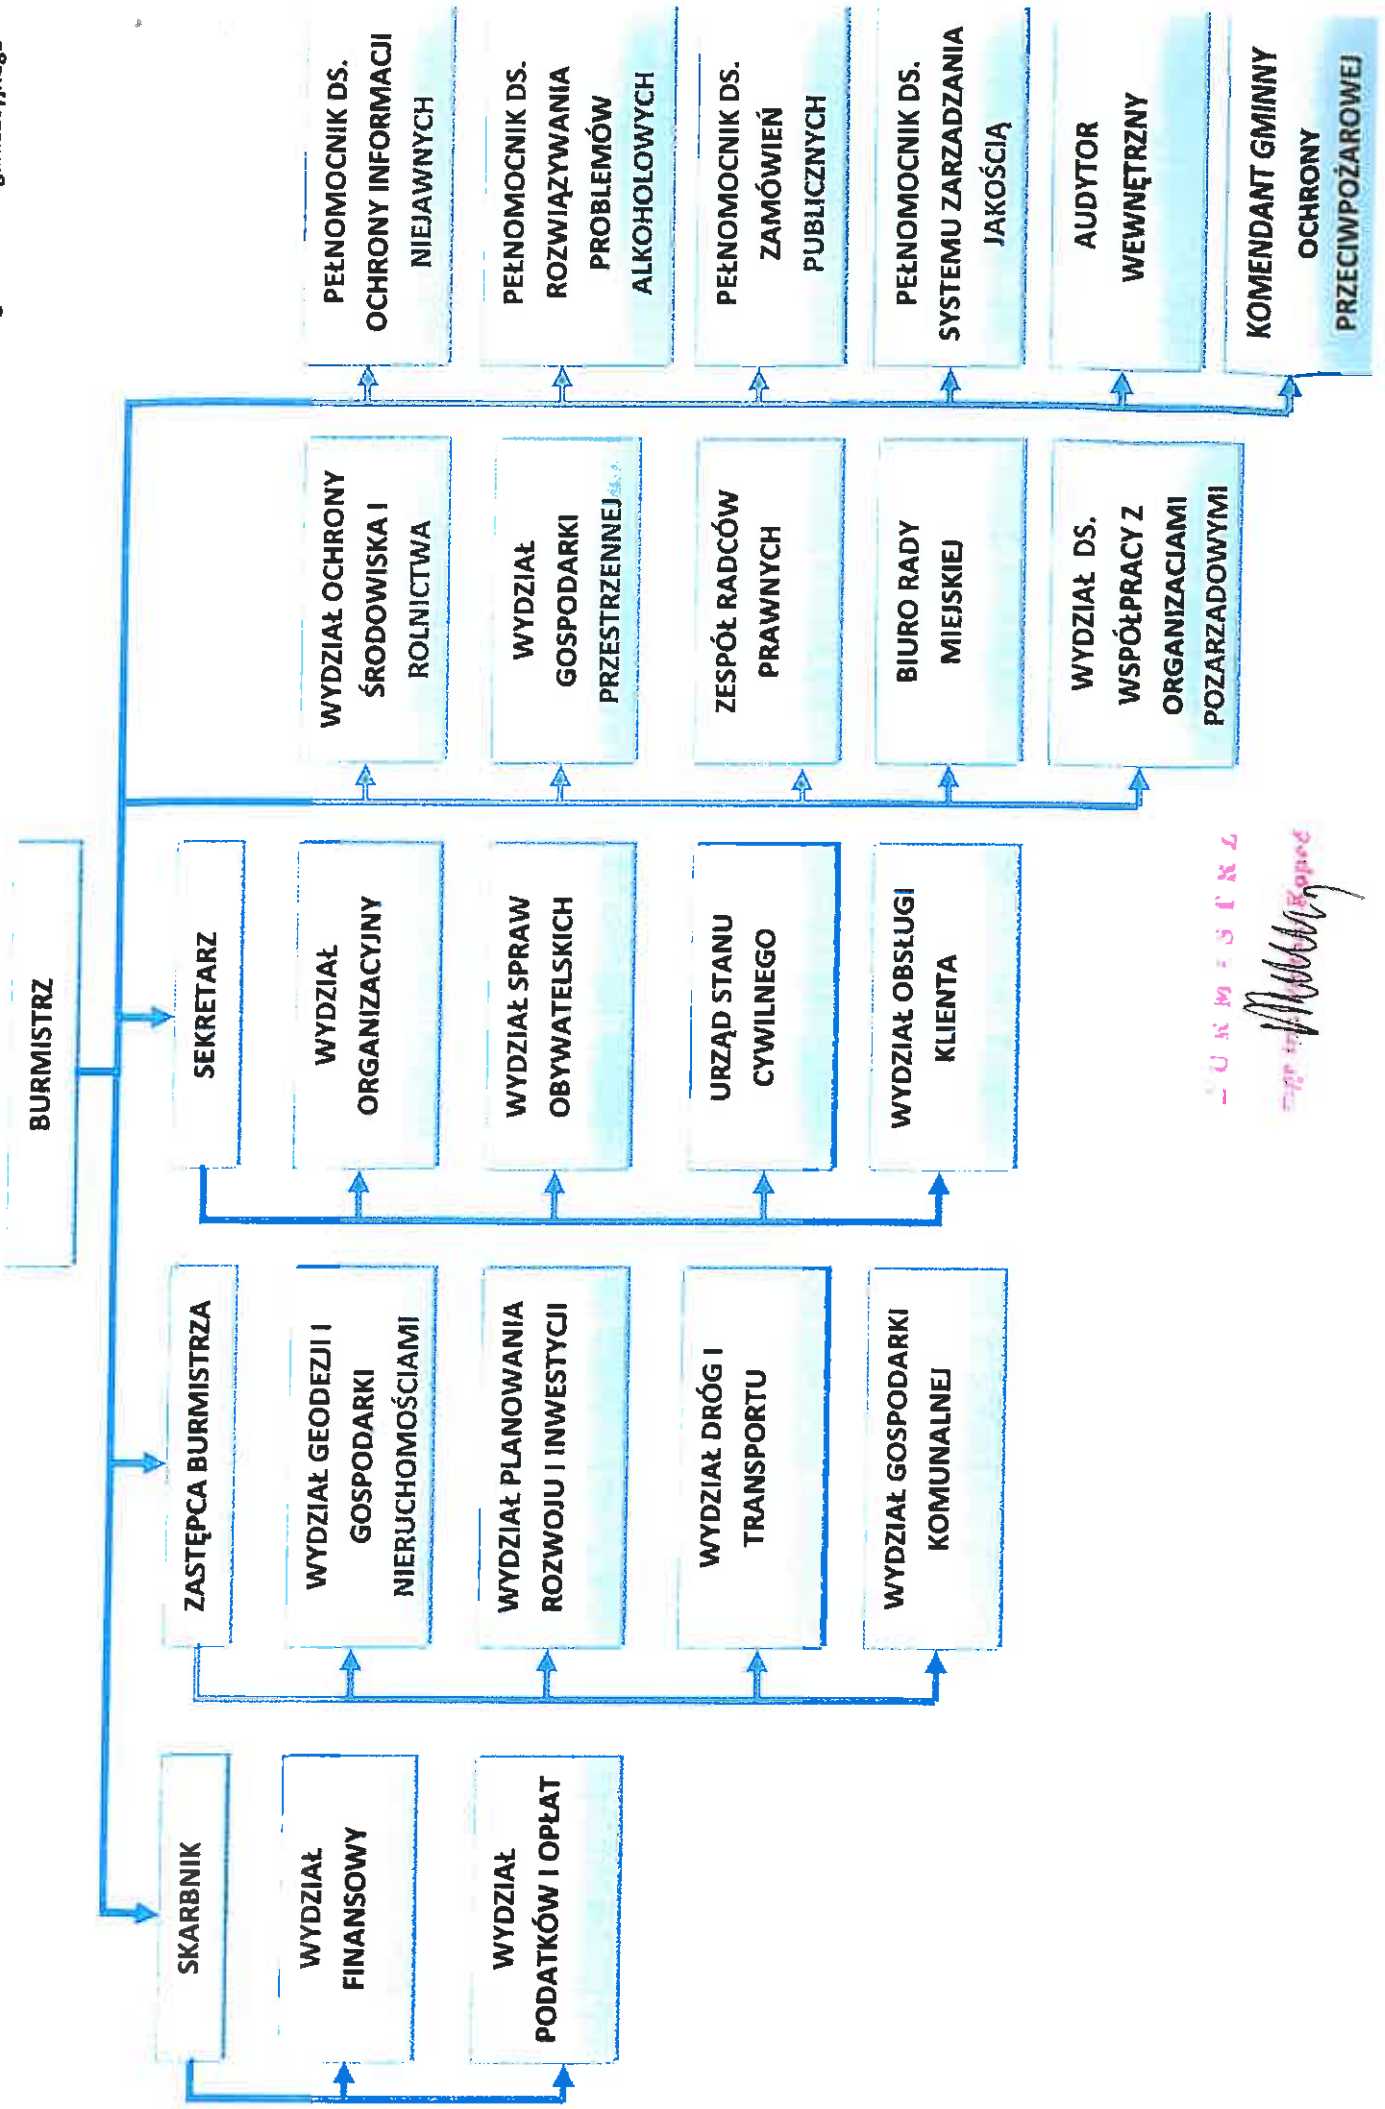 BURMISTRZ
SKARBNIK
WYDZIAŁ
FINANSOWY
WYDZIAŁ
PODATKÓW I OPŁAT
ZASTĘPCA BURMISTRZA
WYDZIAŁ GEODEZJI I
GOSPODARKI
NIERUCHOMOŚCIAMI
WYDZIAŁ PLANOWANIA
ROZWOJU I INWESTYCJI
WYDZIAŁ DRÓG I
TRANSPORTU
WYDZIAŁ GOSPODARKI
KOMUNALNEJ
SEKRETARZ
WYDZIAŁ
ORGANIZACYJNY
WYDZIAŁ SPRAW
OBYWATELSKICH
URZĄD STANU
CYWILNEGO
WYDZIAŁ OBSŁUGI
KLIENTA
WYDZIAŁ OCHRONY
ŚRODOWISKA I
ROLNICTWA
WYDZIAŁ
GOSPODARKI
PRZESTRZENNEJ
ZESPÓŁ RADCÓW
PRAWNYCH
BIURO RADY
MIEJSKIEJ
WYDZIAŁ DS.
WSPÓŁPRACY Z
ORGANIZACJAMI
POZARZADOWYMI
PEŁNOMOCNIK DS.
OCHRONY INFORMACJI
NIEJAWNYCH
PEŁNOMOCNIK DS.
ROZWIĄZYWANIA
PROBLEMÓW
ALKOHOLOWYCH
PEŁNOMOCNIK DS.
ZAMÓWIEŃ
PUBLICZNYCH
PEŁNOMOCNIK DS.
SYSTEMU ZARZADZANIA
JAKOŚCIĄ
AUDYTOR
WEWNĘTRZNY
KOMENDANT GMINNY
OCHRONY
PRZECIWPOŻAROWEJ